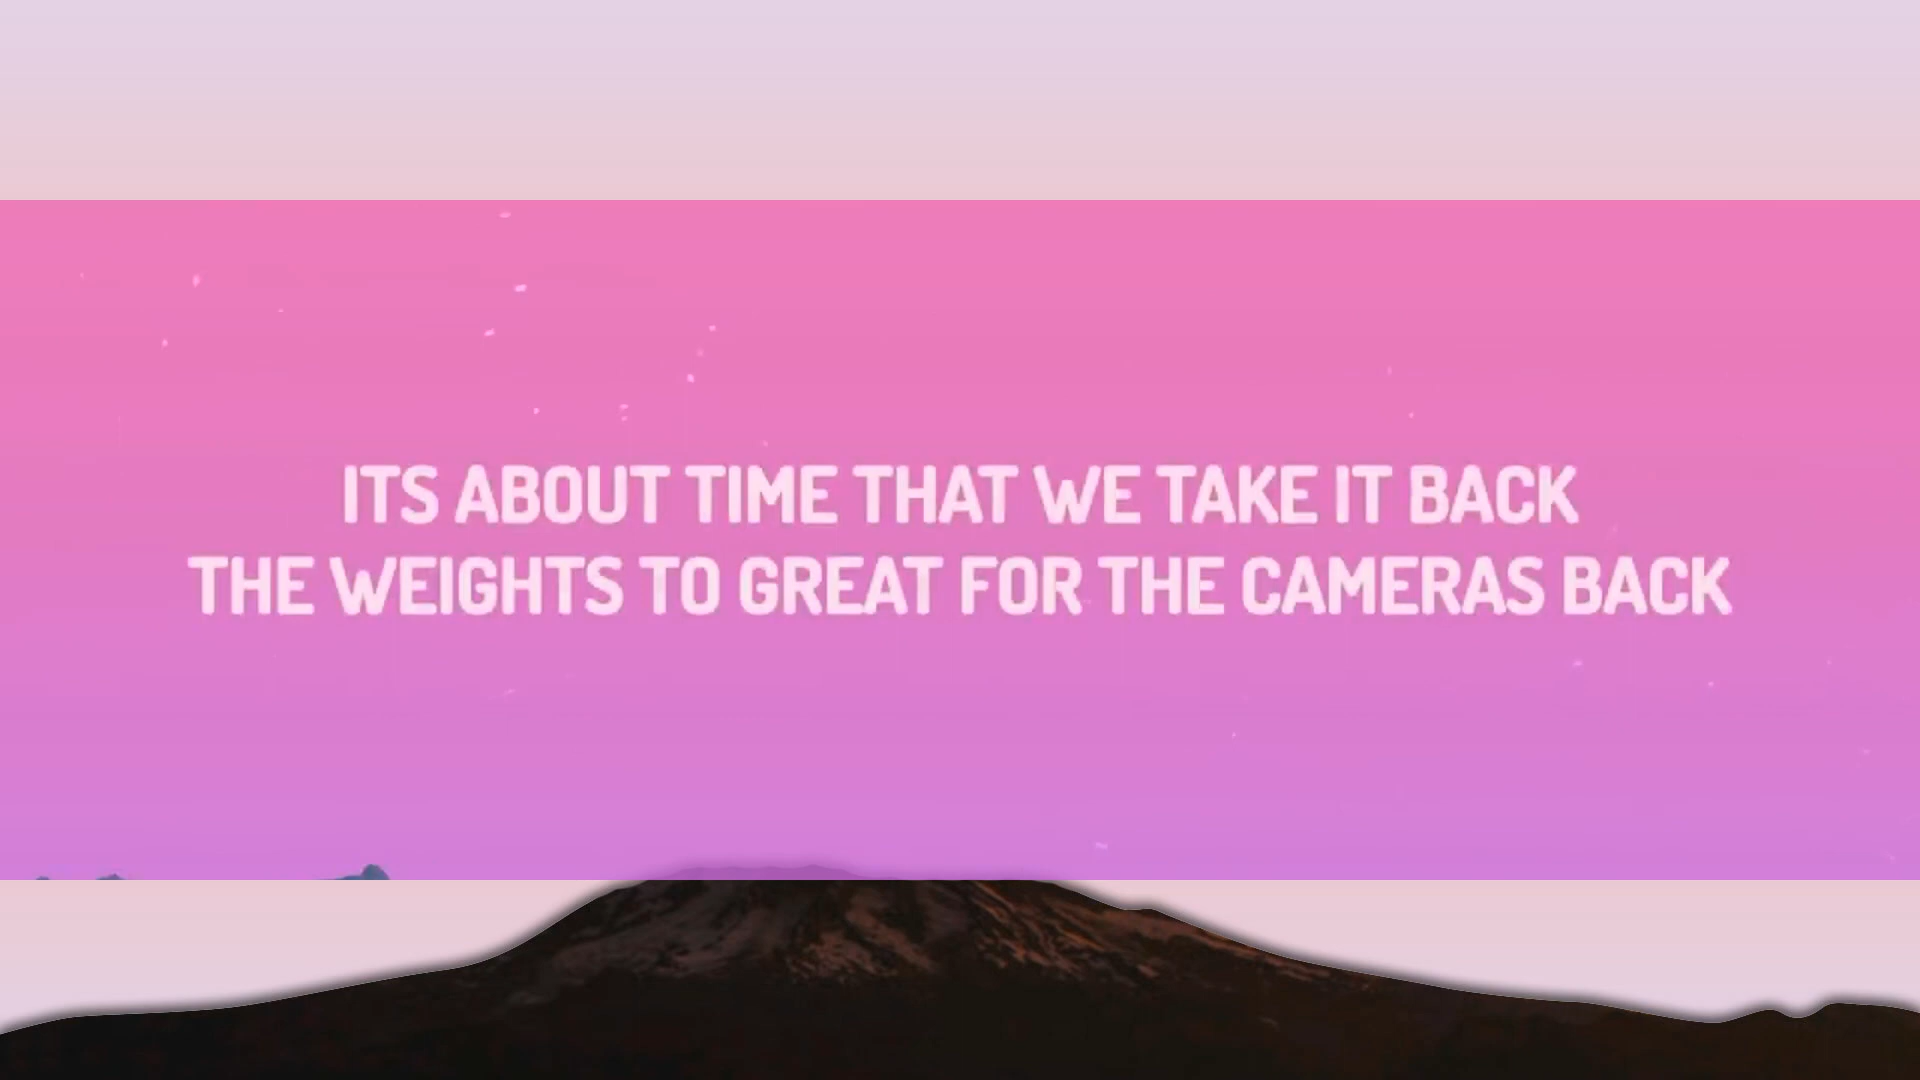 ITS ABOUT TIME THAT WE TAKE IT BACK
THE WEIGHTS TO GREAT FOR THE CAMERAS BACK